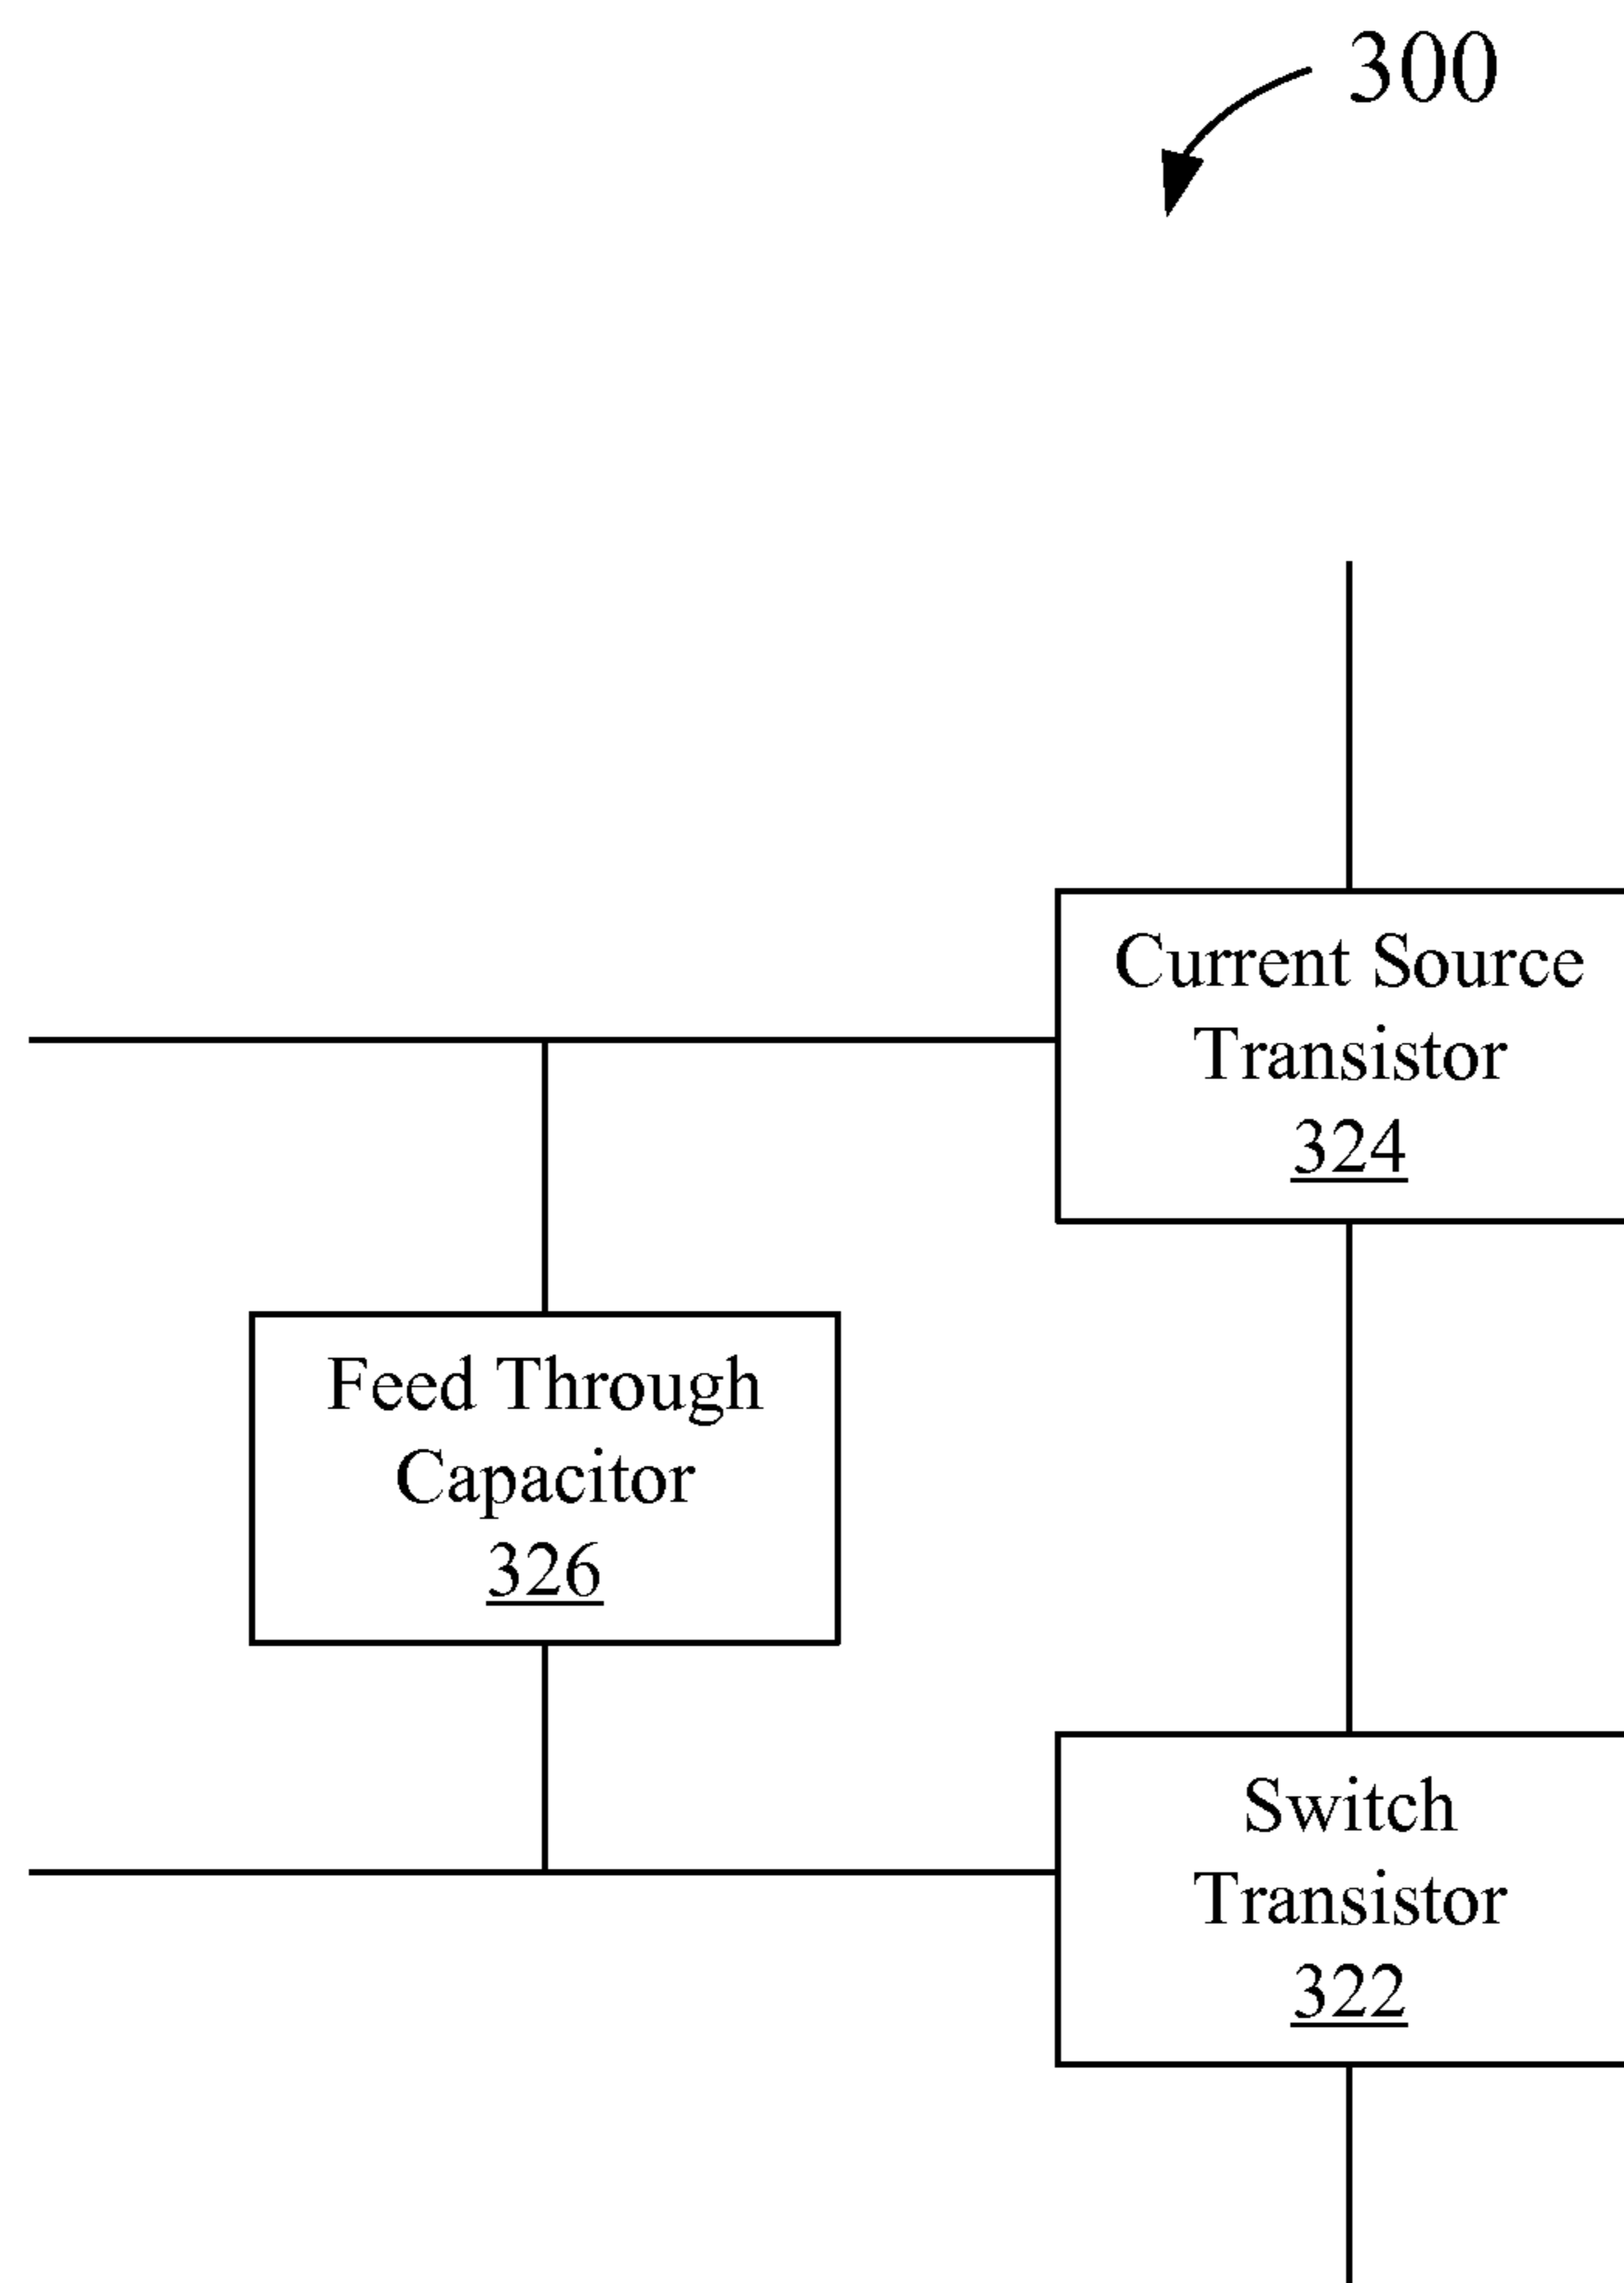 300
Current Source
Transistor
324
Feed Through
Capacitor
326
Switch
Transistor
322